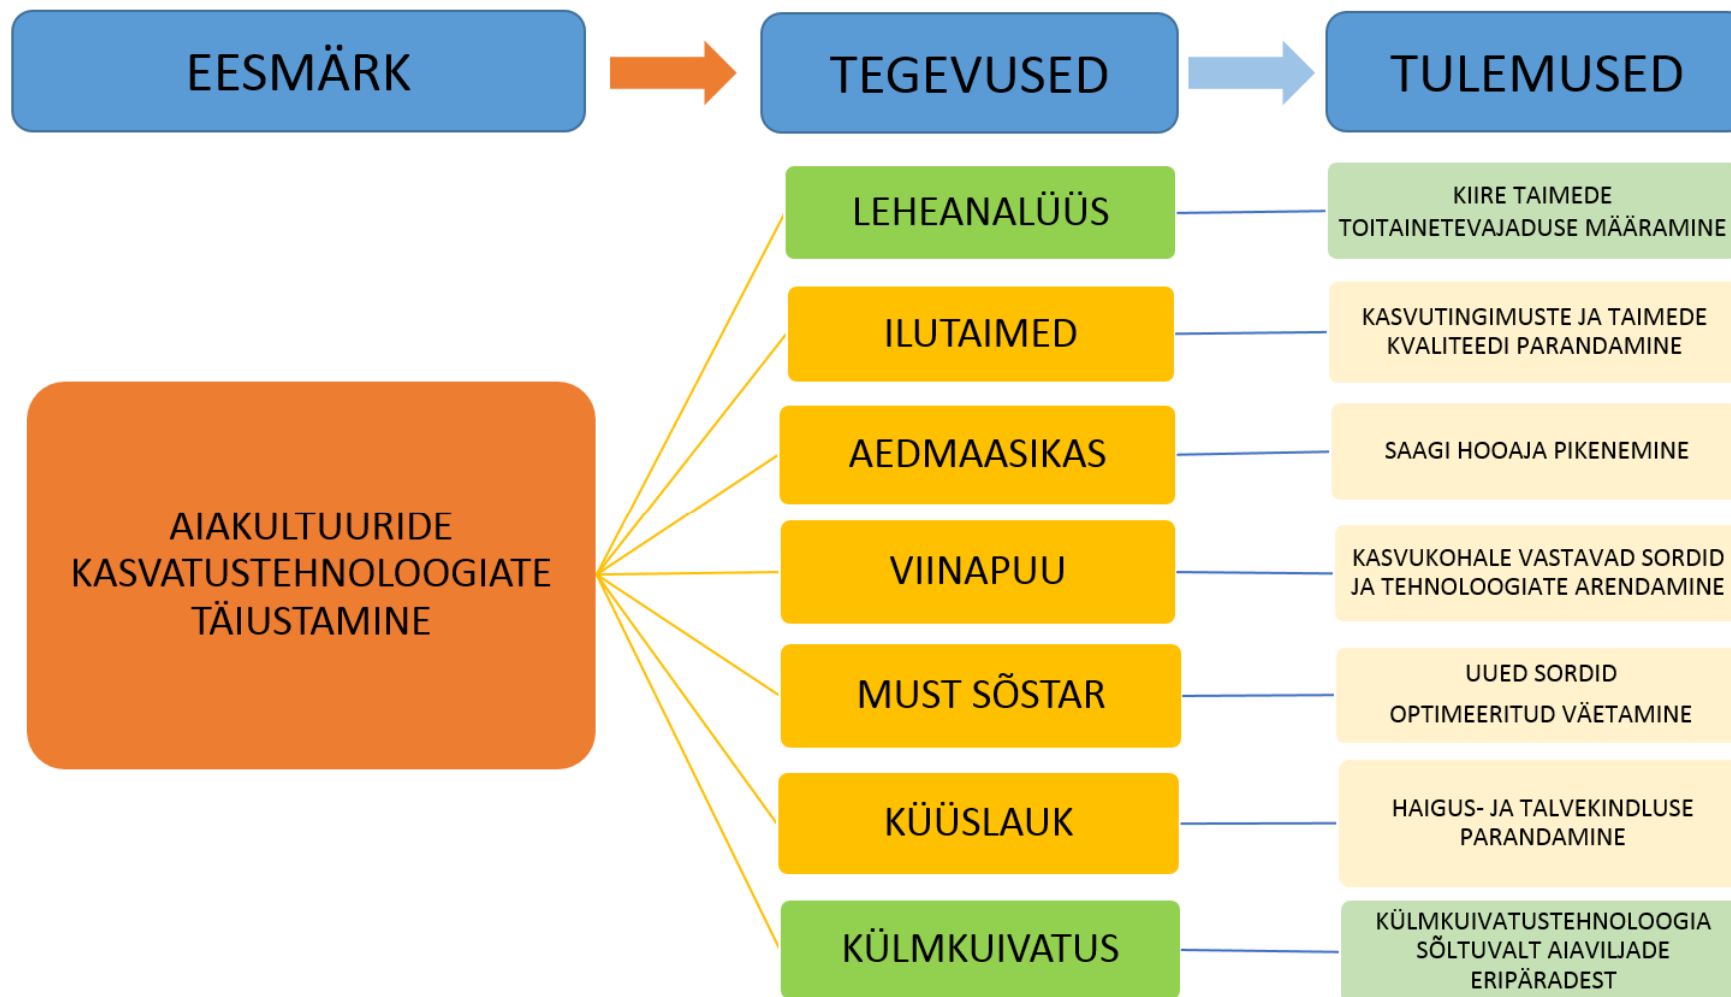 EESMÄRK
TEGEVUSED
TULEMUSED
AIAKULTUURIDE
KASVATUSTEHNOLOOGIATE
TÄIUSTAMINE
LEHEANALÜÜS
KIIRE TAIMEDE
TOITAINETEVAJADUSE MÄÄRAMINE
ILUTAIMED
KASVUTINGIMUSTE JA TAIMEDE
KVALITEEDI PARANDAMINE
AEDMAASIKAS
SAAGI HOOAJA PIKENEMINE
VIINAPUU
KASVUKOHALE VASTAVAD SORDID
JA TEHNOLOOGIATE ARENDAMINE
MUST SÕSTAR
UUED SORDID
OPTIMEERITUD VÄETAMINE
KÜÜSLAUK
HAIGUS- JA TALVEKINDLUSE
PARANDAMINE
KÜLMKUIVATUS
KÜLMKUIVATUSTEHNOLOOGIA
SÕLTUVALT AIAVILJADE
ERIPÄRADEST